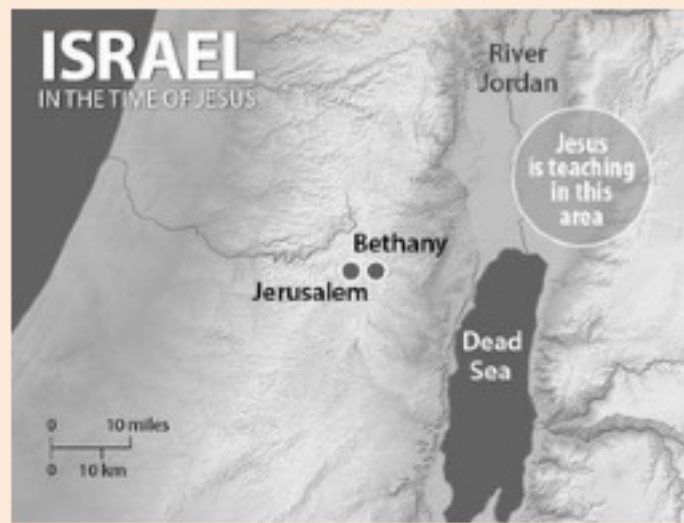 ISRAEL
IN THE TIME OF JESUS
River
Jordan
Jesus
is teaching
in this
area
Bethany
Jerusalem
Dead
Sea
0 10 miles
0 10 km